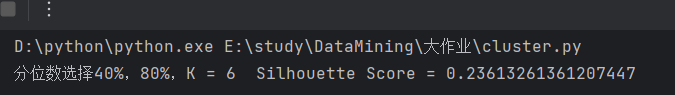 D:\python\python.exe E:\study\DataMining\大作业\cluster.py
分位数选择40%，80%，K = 6  Silhouette Score = 0.23613261361207447